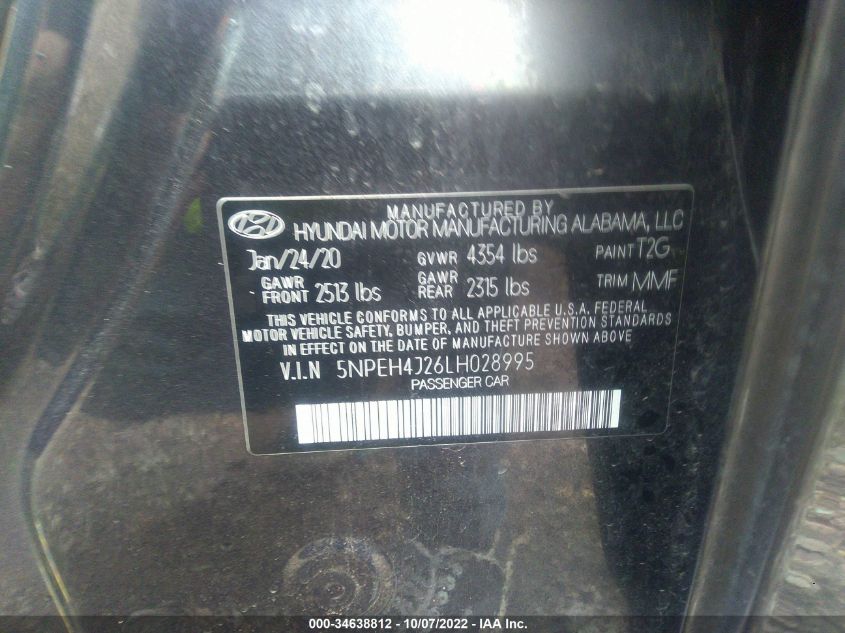 MANUFACTURED BY
HYUNDAI MOTOR MANUFACTURING ALABAMA, LLC
Jan/24/20 GVWR 4354 lbs PAINT T2G
GAWR FRONT 2513 lbs GAWR REAR 2315 lbs TRIM MMF
THIS VEHICLE CONFORMS TO ALL APPLICABLE U.S.A. FEDERAL
MOTOR VEHICLE SAFETY, BUMPER, AND THEFT PREVENTION STANDARDS
IN EFFECT ON THE DATE OF MANUFACTURE SHOWN ABOVE
V.I.N 5NPEH4J26LH028995
PASSENGER CAR
000-34638812 - 10/07/2022 - IAA Inc.